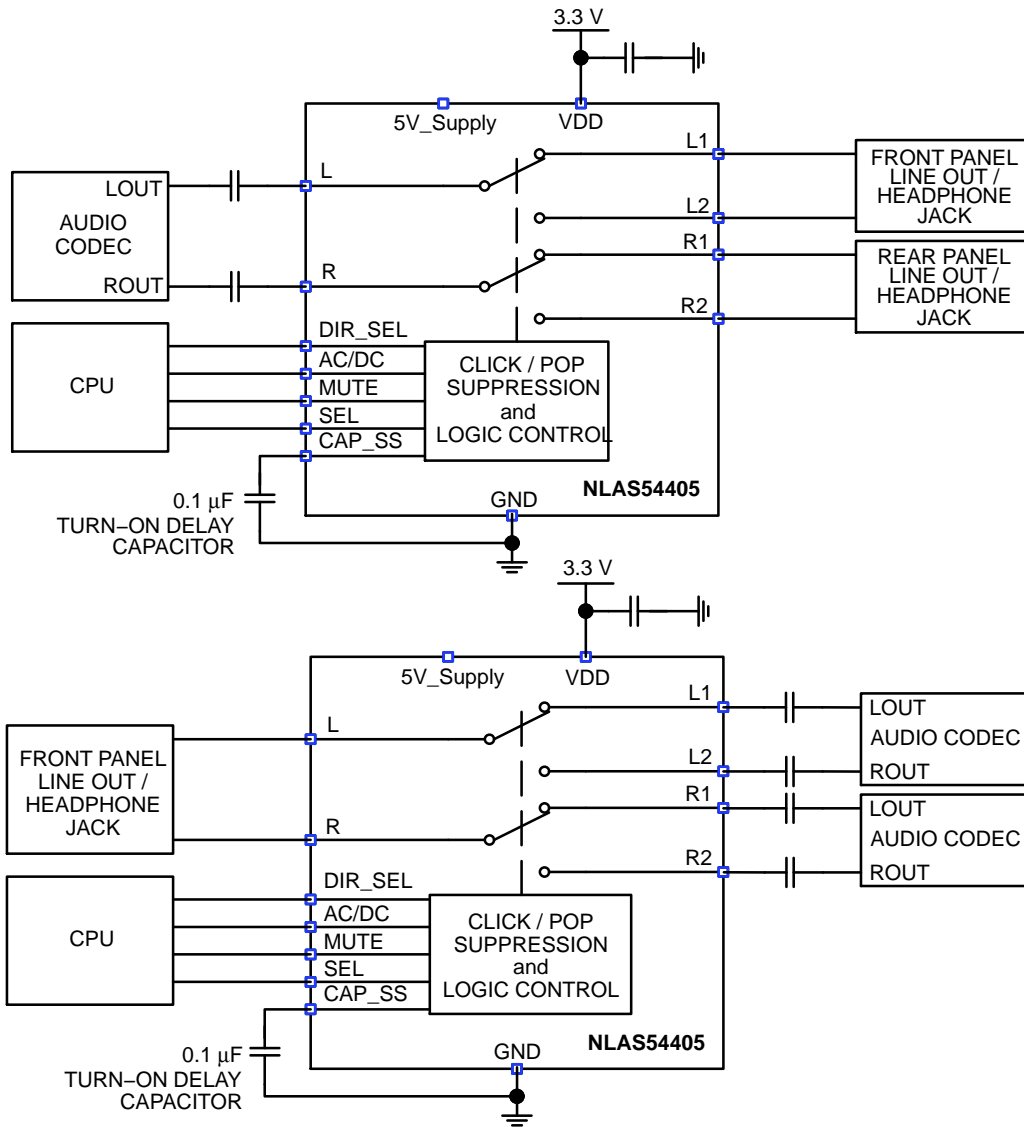 3.3 V
5V_Supply
VDD
L
L1
L2
R
R1
R2
LOUT
AUDIO
CODEC
ROUT
FRONT PANEL
LINE OUT /
HEADPHONE
JACK
REAR PANEL
LINE OUT /
HEADPHONE
JACK
CPU
DIR_SEL
AC/DC
MUTE
SEL
CAP_SS
CLICK / POP
SUPPRESSION
and
LOGIC CONTROL
NLAS54405
GND
0.1 μF
TURN−ON DELAY
CAPACITOR
3.3 V
5V_Supply
VDD
L
L1
L2
R
R1
R2
FRONT PANEL
LINE OUT /
HEADPHONE
JACK
LOUT
AUDIO CODEC
ROUT
LOUT
AUDIO CODEC
ROUT
CPU
DIR_SEL
AC/DC
MUTE
SEL
CAP_SS
CLICK / POP
SUPPRESSION
and
LOGIC CONTROL
NLAS54405
GND
0.1 μF
TURN−ON DELAY
CAPACITOR